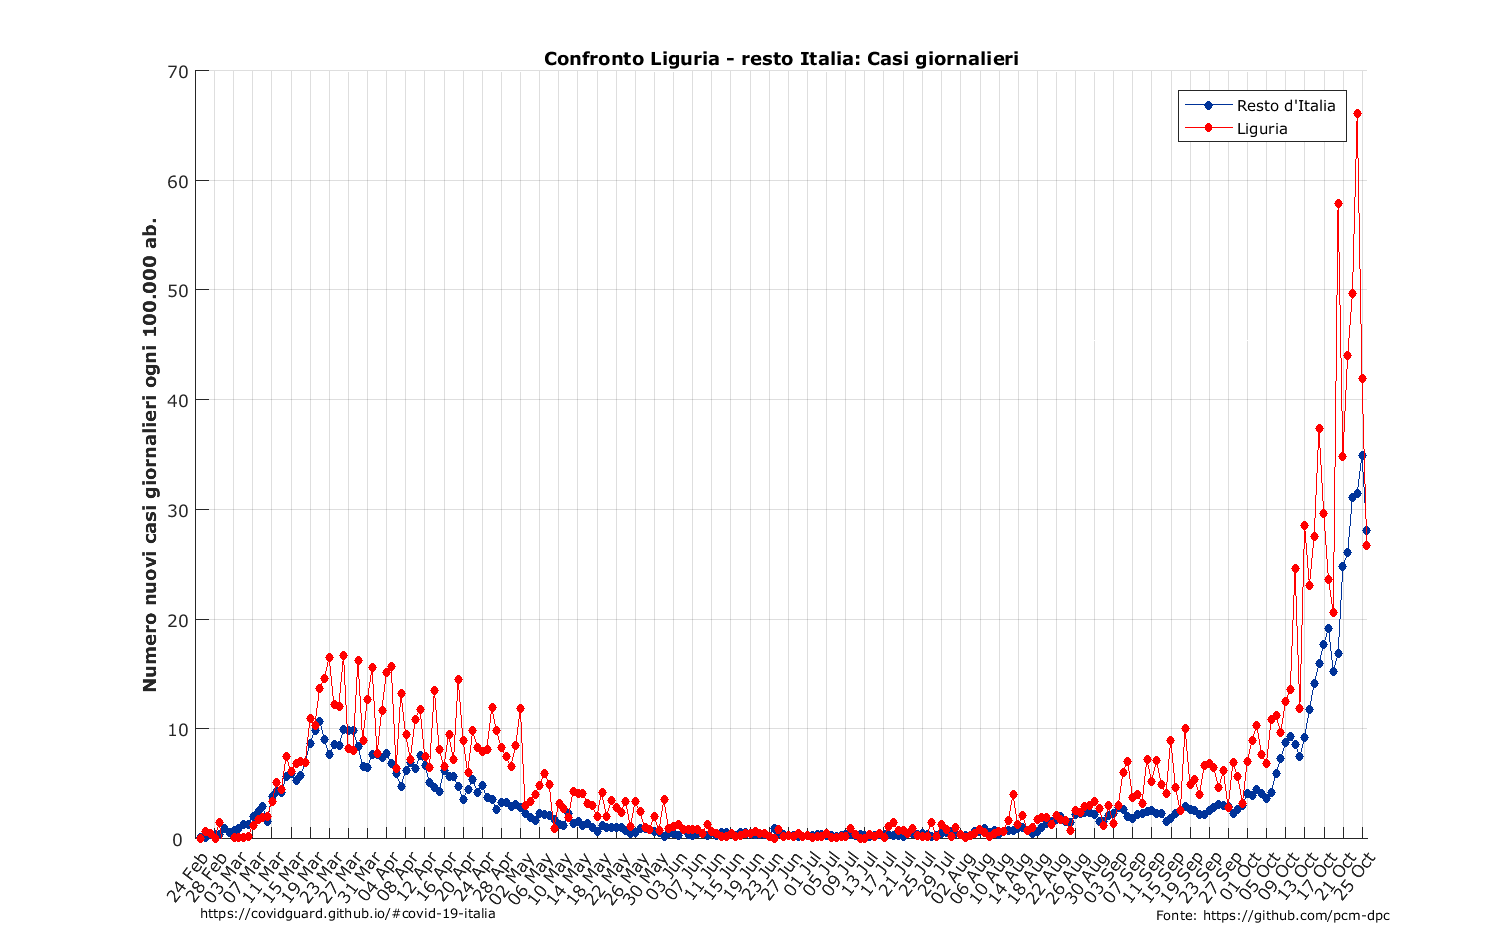 Confronto Liguria - resto Italia: Casi giornalieri
Resto d'Italia
Liguria
Numero nuovi casi giornalieri ogni 100.000 ab.
70
60
50
40
30
20
10
0
24 Feb
28 Feb
03 Mar
07 Mar
11 Mar
15 Mar
19 Mar
23 Mar
27 Mar
31 Mar
04 Apr
08 Apr
12 Apr
16 Apr
20 Apr
24 Apr
28 Apr
02 May
06 May
10 May
14 May
18 May
22 May
26 May
30 May
03 Jun
07 Jun
11 Jun
15 Jun
19 Jun
23 Jun
27 Jun
01 Jul
05 Jul
09 Jul
13 Jul
17 Jul
21 Jul
25 Jul
29 Jul
02 Aug
06 Aug
10 Aug
14 Aug
18 Aug
22 Aug
26 Aug
30 Aug
03 Sep
07 Sep
11 Sep
15 Sep
19 Sep
23 Sep
27 Sep
01 Oct
05 Oct
09 Oct
13 Oct
17 Oct
21 Oct
25 Oct
https://covidguard.github.io/#covid-19-italia
Fonte: https://github.com/pcm-dpc